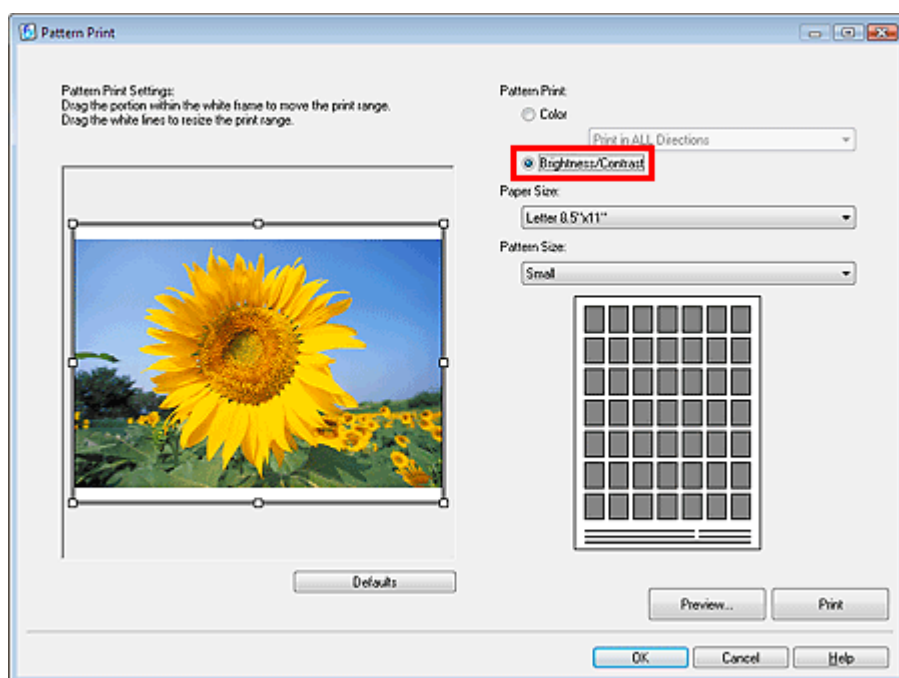 Pattern Print
Pattern Print Settings:
Drag the portion within the white frame to move the print range.
Drag the white lines to resize the print range.
Defaults
Pattern Print:
Color
Print in ALL Directions
Brightness/Contrast
Paper Size:
Letter 8.5"x11"
Pattern Size:
Small
Preview...
Print
OK
Cancel
Help